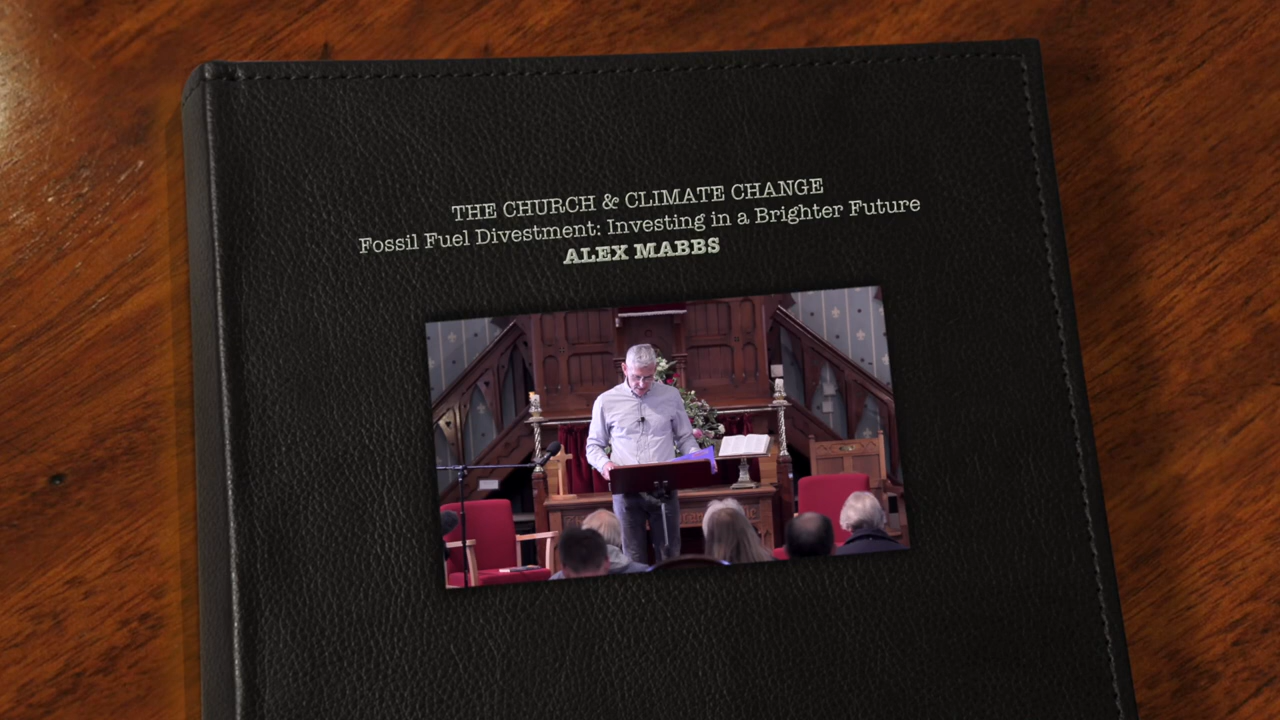 THE CHURCH & CLIMATE CHANGE
Fossil Fuel Divestment: Investing in a Brighter Future
ALEX MABBS